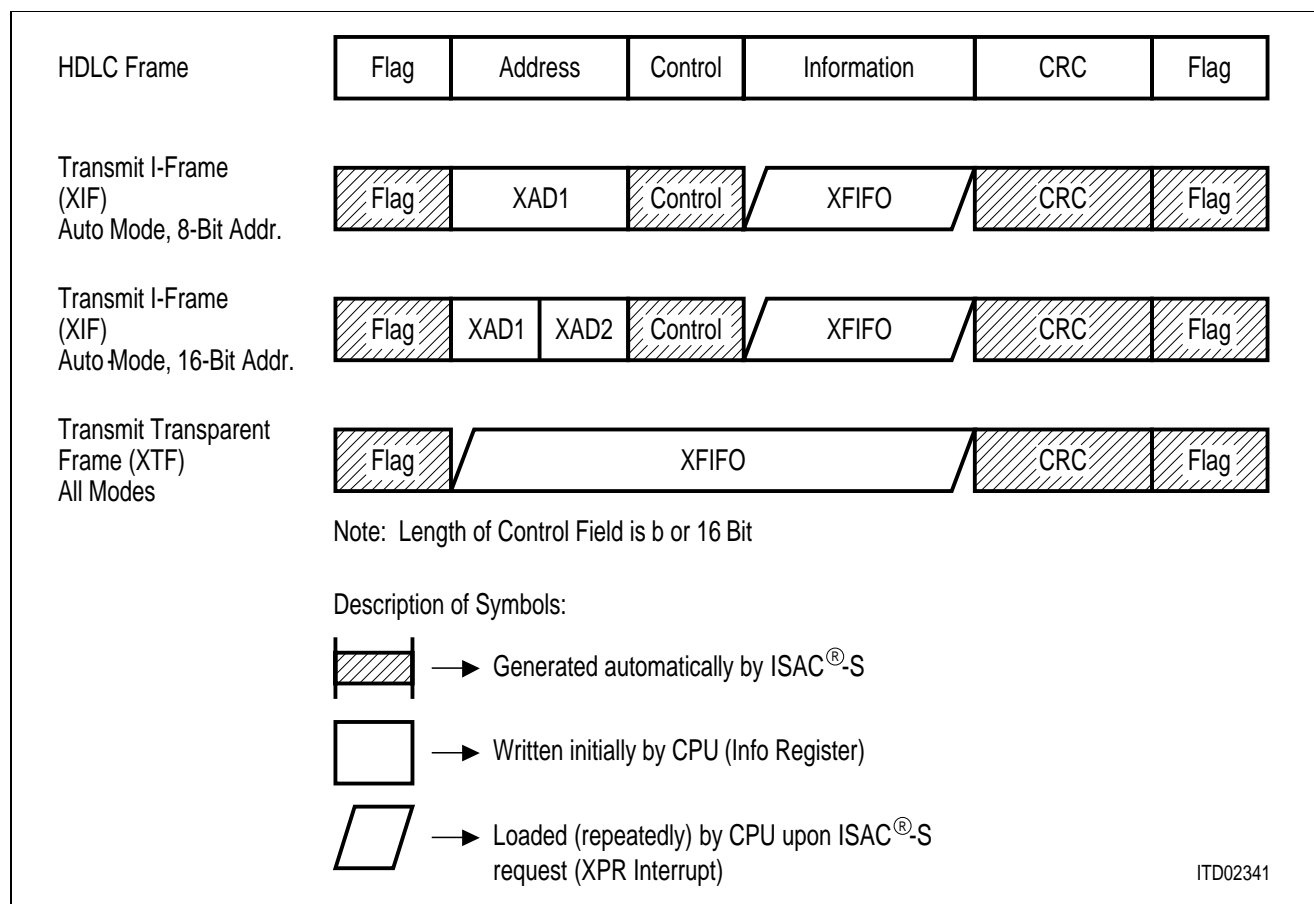 HDLC Frame Flag Address Control Information CRC Flag
Transmit I-Frame
(XIF)
Auto Mode, 8-Bit Addr.
Flag XAD1 Control XFIFO CRC Flag
Transmit I-Frame
(XIF)
Auto-Mode, 16-Bit Addr.
Flag XAD1 XAD2 Control XFIFO CRC Flag
Transmit Transparent
Frame (XTF)
All Modes
Flag XFIFO CRC Flag
Note: Length of Control Field is b or 16 Bit
Description of Symbols:
Generated automatically by ISAC®-S
Written initially by CPU (Info Register)
Loaded (repeatedly) by CPU upon ISAC®-S
request (XPR Interrupt)
ITD02341